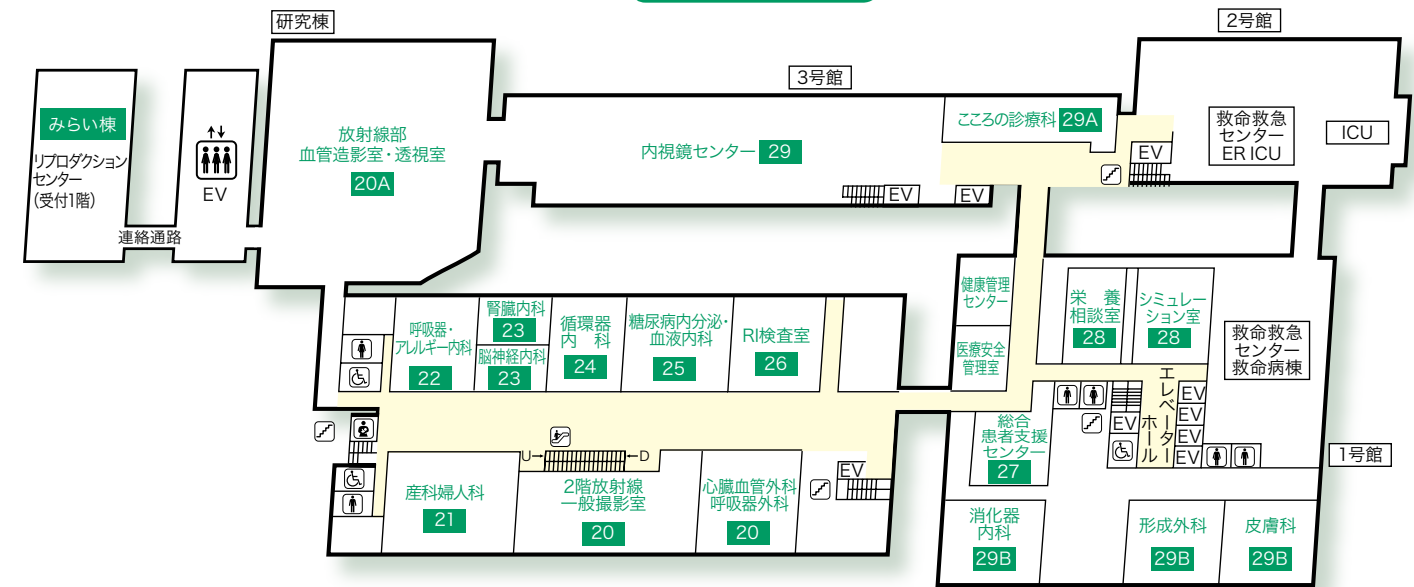 研究棟
2号館
3号館
みらい棟
リプロダクション
センター
(受付1階)
EV
連絡通路
放射線部
血管造影室・透視室
20A
内視鏡センター 29
こころの診療科 29A
EV
EV
EV
救命救急
センター
ER ICU
ICU
呼吸器・
アレルギー内科
22
腎臓内科
23
脳神経内科
23
循環器
内 科
24
糖尿病内分泌・
血液内科
25
RI検査室
26
健康管理
センター
医療安全
管理室
栄 養
相談室
28
シミュレー
ション室
28
救命救急
センター
救命病棟
エレベーター
ホール
EV
EV
EV
EV
EV
1号館
総合
患者支援
センター
27
U→
←D
産科婦人科
21
2階放射線
一般撮影室
20
心臓血管外科
呼吸器外科
20
EV
消化器
内科
29B
形成外科
29B
皮膚科
29B